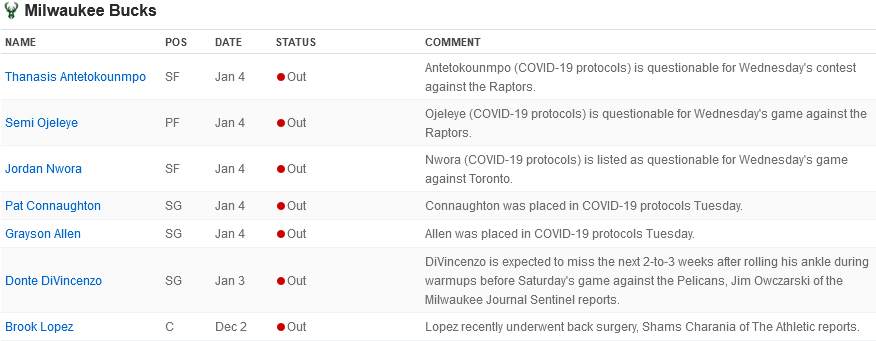 Milwaukee Bucks
NAME POS DATE STATUS COMMENT
Thanasis Antetokounmpo SF Jan 4 Out Antetokounmpo (COVID-19 protocols) is questionable for Wednesday's contest
against the Raptors.
Semi Ojeleye PF Jan 4 Out Ojeleye (COVID-19 protocols) is questionable for Wednesday's game against the
Raptors.
Jordan Nwora SF Jan 4 Out Nwora (COVID-19 protocols) is listed as questionable for Wednesday's game
against Toronto.
Pat Connaughton SG Jan 4 Out Connaughton was placed in COVID-19 protocols Tuesday.
Grayson Allen SG Jan 4 Out Allen was placed in COVID-19 protocols Tuesday.
Donte DiVincenzo SG Jan 3 Out DiVincenzo is expected to miss the next 2-to-3 weeks after rolling his ankle during
warmups before Saturday's game against the Pelicans, Jim Owczarski of the
Milwaukee Journal Sentinel reports.
Brook Lopez C Dec 2 Out Lopez recently underwent back surgery, Shams Charania of The Athletic reports.